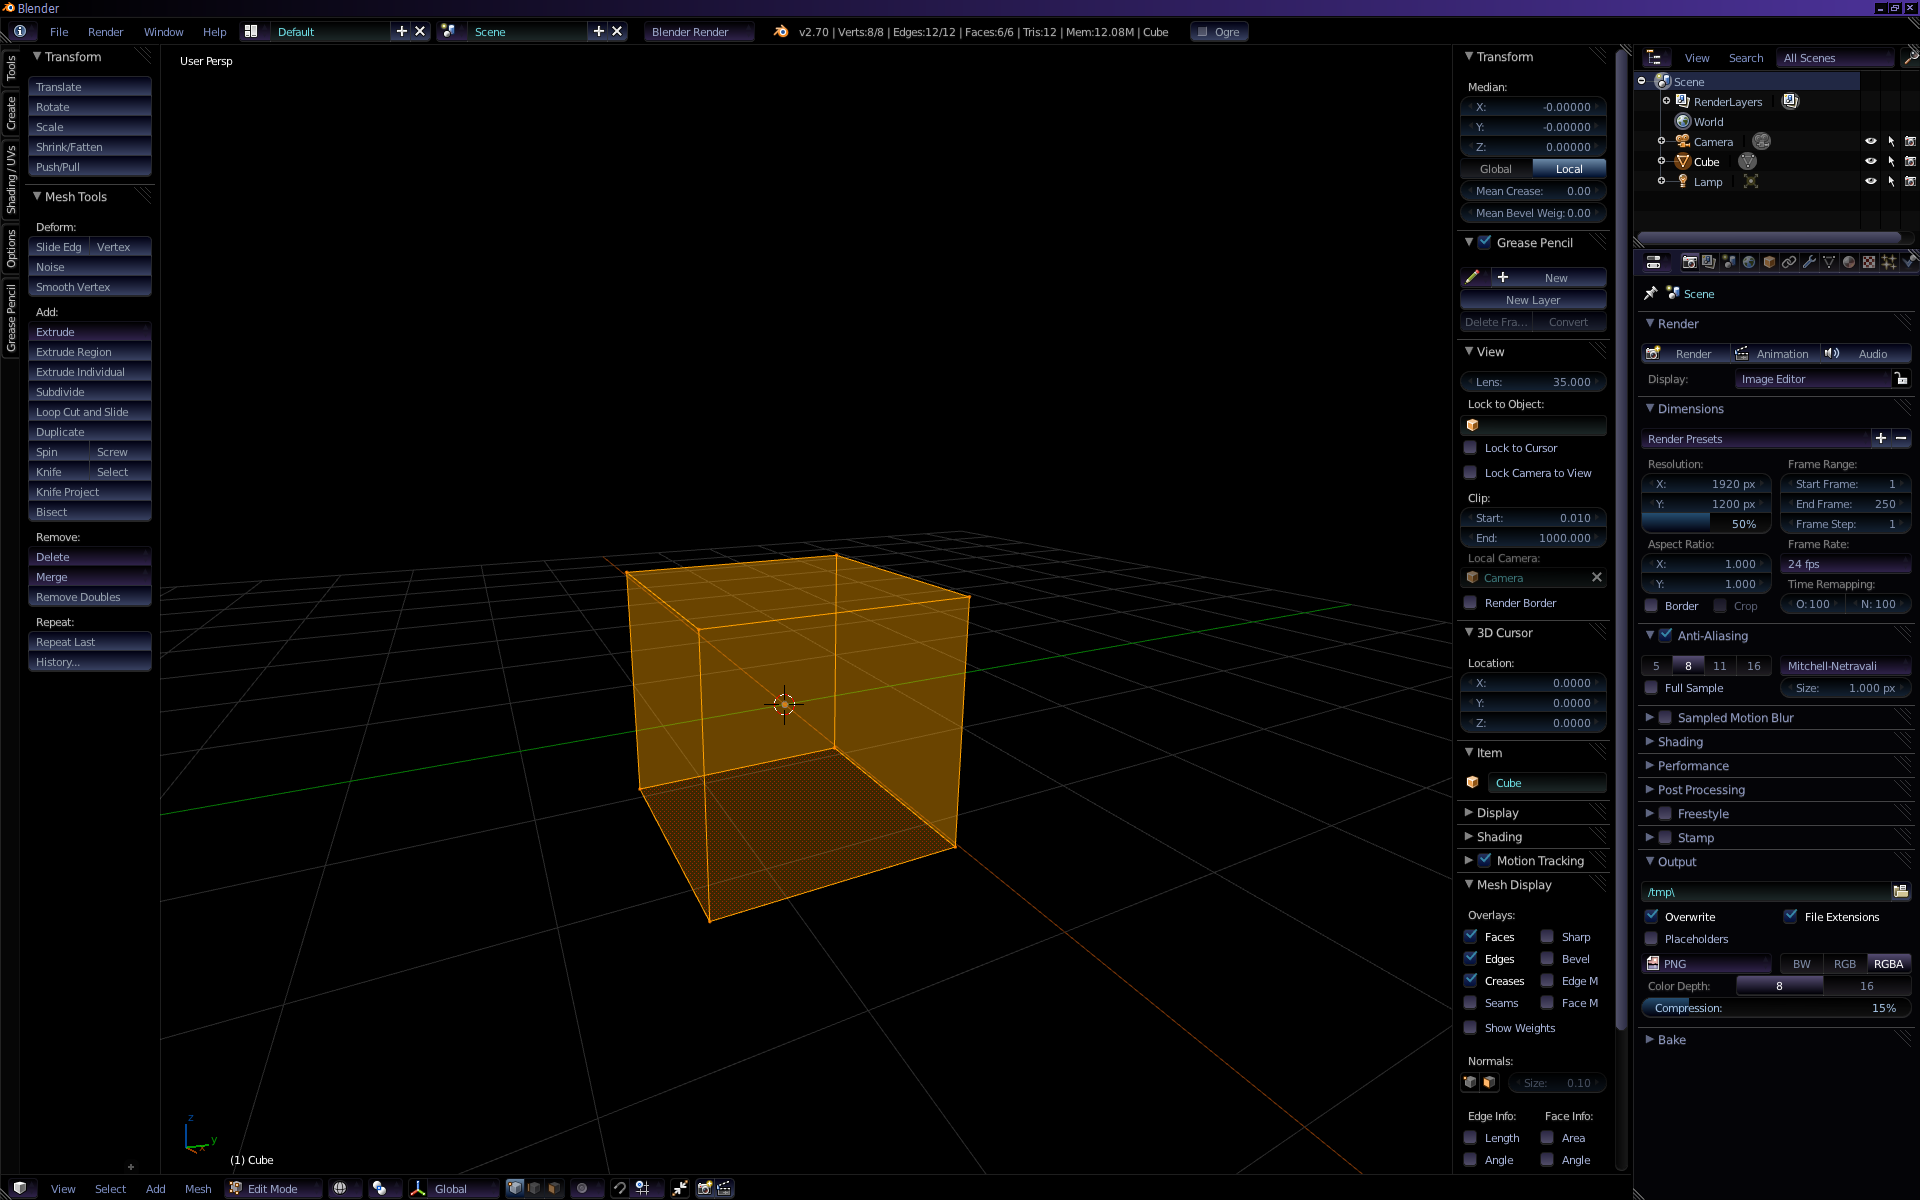 Blender
File Render Window Help Default Scene Blender Render v2.70 | Verts:8/8 | Edges:12/12 | Faces:6/6 | Tris:12 | Mem:12.08M | Cube Ogre
Tools
Create
Shading / UVs
Options
Grease Pencil
Transform
Translate
Rotate
Scale
Shrink/Fatten
Push/Pull
Mesh Tools
Deform:
Slide Edg Vertex
Noise
Smooth Vertex
Add:
Extrude
Extrude Region
Extrude Individual
Subdivide
Loop Cut and Slide
Duplicate
Spin Screw
Knife Select
Knife Project
Bisect
Remove:
Delete
Merge
Remove Doubles
Repeat:
Repeat Last
History...
User Persp
z
y
x
(1) Cube
View Select Add Mesh Edit Mode Global
Transform
Median:
X: -0.00000
Y: -0.00000
Z: 0.00000
Global Local
Mean Crease: 0.00
Mean Bevel Weig: 0.00
Grease Pencil
New
New Layer
Delete Fra... Convert
View
Lens: 35.000
Lock to Object:
Lock to Cursor
Lock Camera to View
Clip:
Start: 0.010
End: 1000.000
Local Camera:
Camera
Render Border
3D Cursor
Location:
X: 0.0000
Y: 0.0000
Z: 0.0000
Item
Cube
Display
Shading
Motion Tracking
Mesh Display
Overlays:
Faces Sharp
Edges Bevel
Creases Edge M
Seams Face M
Show Weights
Normals:
Size: 0.10
Edge Info: Face Info:
Length Area
Angle Angle
View Search All Scenes
Scene
RenderLayers
World
Camera
Cube
Lamp
Scene
Render
Render Animation Audio
Display: Image Editor
Dimensions
Render Presets
Resolution: Frame Range:
X: 1920 px Start Frame: 1
Y: 1200 px End Frame: 250
50% Frame Step: 1
Aspect Ratio: Frame Rate:
X: 1.000 24 fps
Y: 1.000 Time Remapping:
Border Crop O: 100 N: 100
Anti-Aliasing
5 8 11 16 Mitchell-Netravali
Full Sample Size: 1.000 px
Sampled Motion Blur
Shading
Performance
Post Processing
Freestyle
Stamp
Output
/tmp\
Overwrite File Extensions
Placeholders
PNG BW RGB RGBA
Color Depth: 8 16
Compression: 15%
Bake